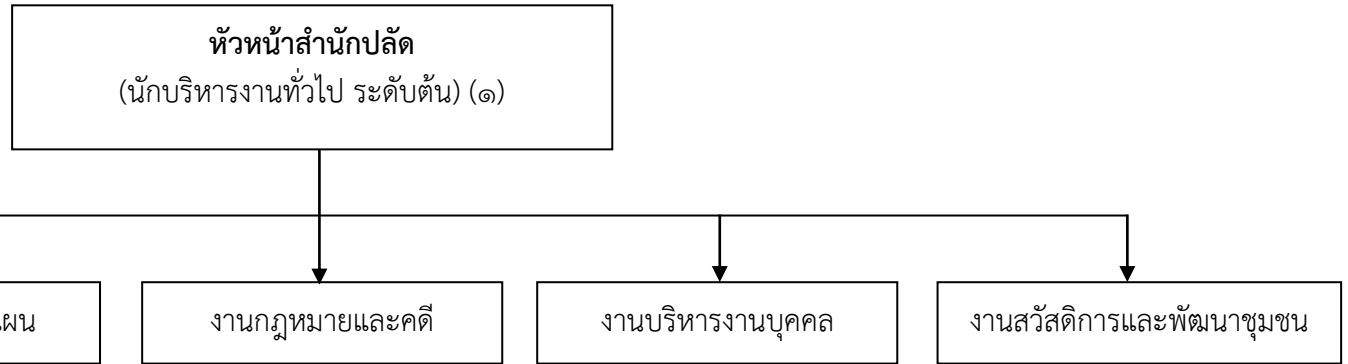 หัวหน้าสำนักปลัด
(นักบริหารงานทั่วไป ระดับต้น) (๑)
งานกฎหมายและคดี
งานบริหารงานบุคคล
งานสวัสดิการและพัฒนาชุมชน